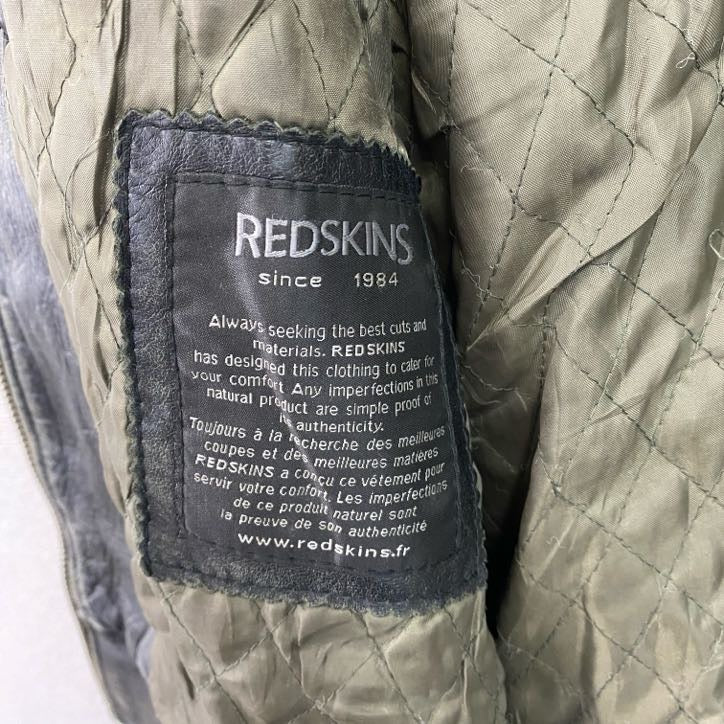 REDSKINS
since 1984
Always seeking the best cuts and
materials. REDSKINS
has designed this clothing to cater for
your comfort. Any imperfections in this
natural product are simple proof of
its authenticity.
Toujours à la recherche des meilleures
coupes et des meilleures matières
REDSKINS a conçu ce vêtement pour
servir votre confort. Les imperfections
de ce produit naturel sont
la preuve de son authenticité
www.redskins.fr